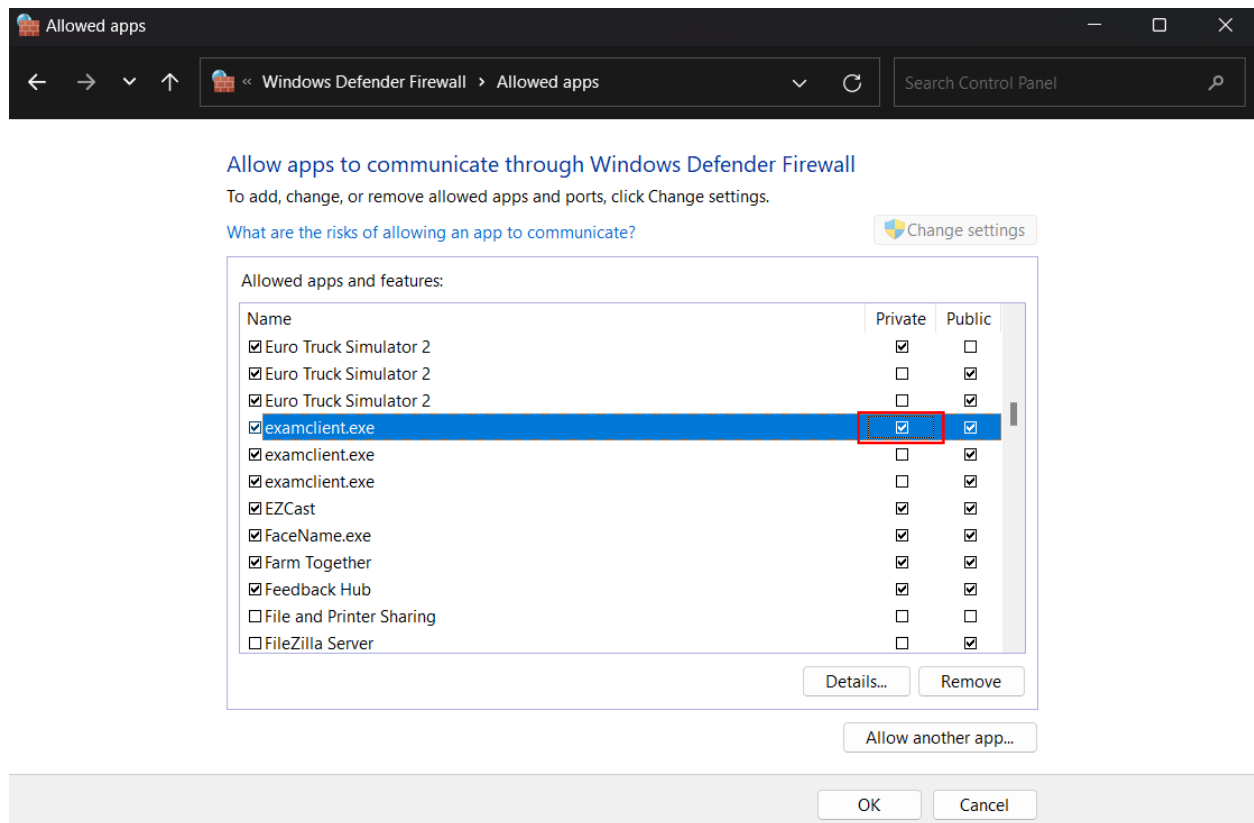 Allowed apps
« Windows Defender Firewall > Allowed apps
Search Control Panel
Allow apps to communicate through Windows Defender Firewall
To add, change, or remove allowed apps and ports, click Change settings.
What are the risks of allowing an app to communicate?
Change settings
Allowed apps and features:
Name Private Public
Euro Truck Simulator 2
Euro Truck Simulator 2
Euro Truck Simulator 2
examclient.exe
examclient.exe
examclient.exe
EZCast
FaceName.exe
Farm Together
Feedback Hub
File and Printer Sharing
FileZilla Server
Details... Remove
Allow another app...
OK Cancel